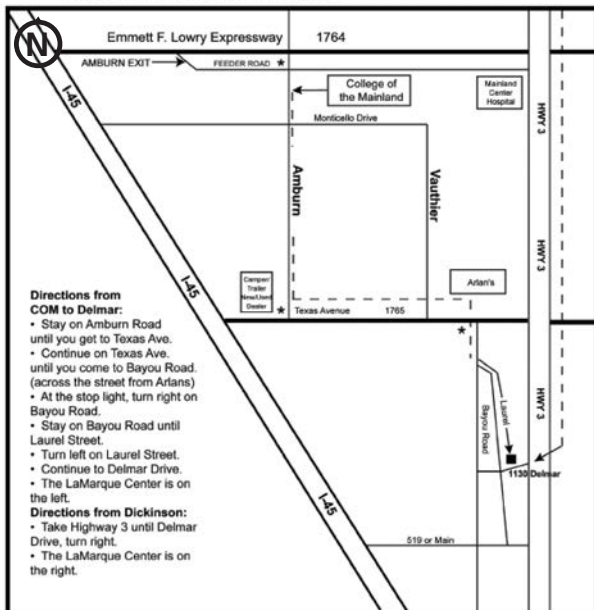 N
Emmett F. Lowry Expressway 1764
AMBURN EXIT
FEEDER ROAD *
College of
the Mainland
Mainland
Center
Hospital
I-45
HWY 3
Monticello Drive
Amburn
Vauthier
I-45
HWY 3
Camper/
Trailer
New/Used
Dealer
*
Arlan's
Texas Avenue 1765
*
Directions from
COM to Delmar:
• Stay on Amburn Road
until you get to Texas Ave.
• Continue on Texas Ave.
until you come to Bayou Road.
(across the street from Arlans)
• At the stop light, turn right on
Bayou Road.
• Stay on Bayou Road until
Laurel Street.
• Turn left on Laurel Street.
• Continue to Delmar Drive.
• The LaMarque Center is on
the left.
Directions from Dickinson:
• Take Highway 3 until Delmar
Drive, turn right.
• The LaMarque Center is on
the right.
Bayou Road
Laurel
HWY 3
1130 Delmar
I-45
519 or Main